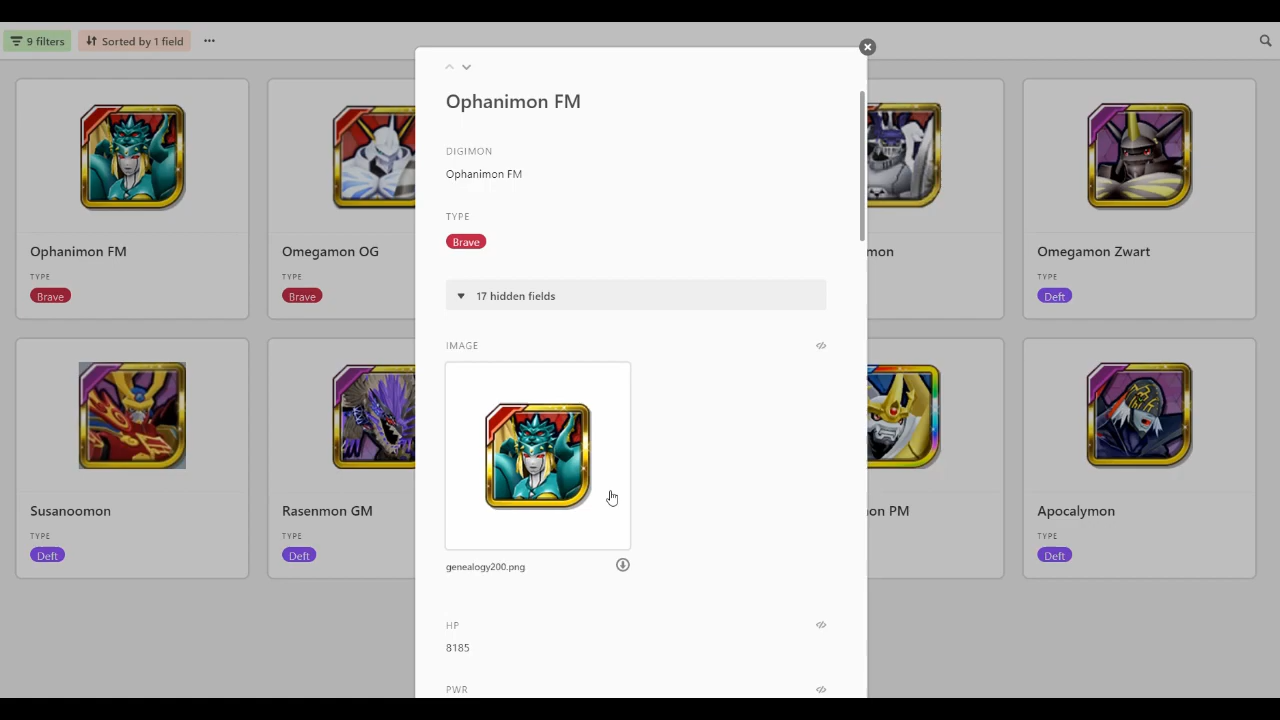 9 filters
Sorted by 1 field
Ophanimon FM
DIGIMON
Ophanimon FM
TYPE
Brave
17 hidden fields
IMAGE
genealogy200.png
HP
8185
PWR
Ophanimon FM
TYPE
Brave
Omegamon OG
TYPE
Brave
mon
Omegamon Zwart
TYPE
Deft
Susanoomon
TYPE
Deft
Rasenmon GM
TYPE
Deft
on PM
Apocalymon
TYPE
Deft